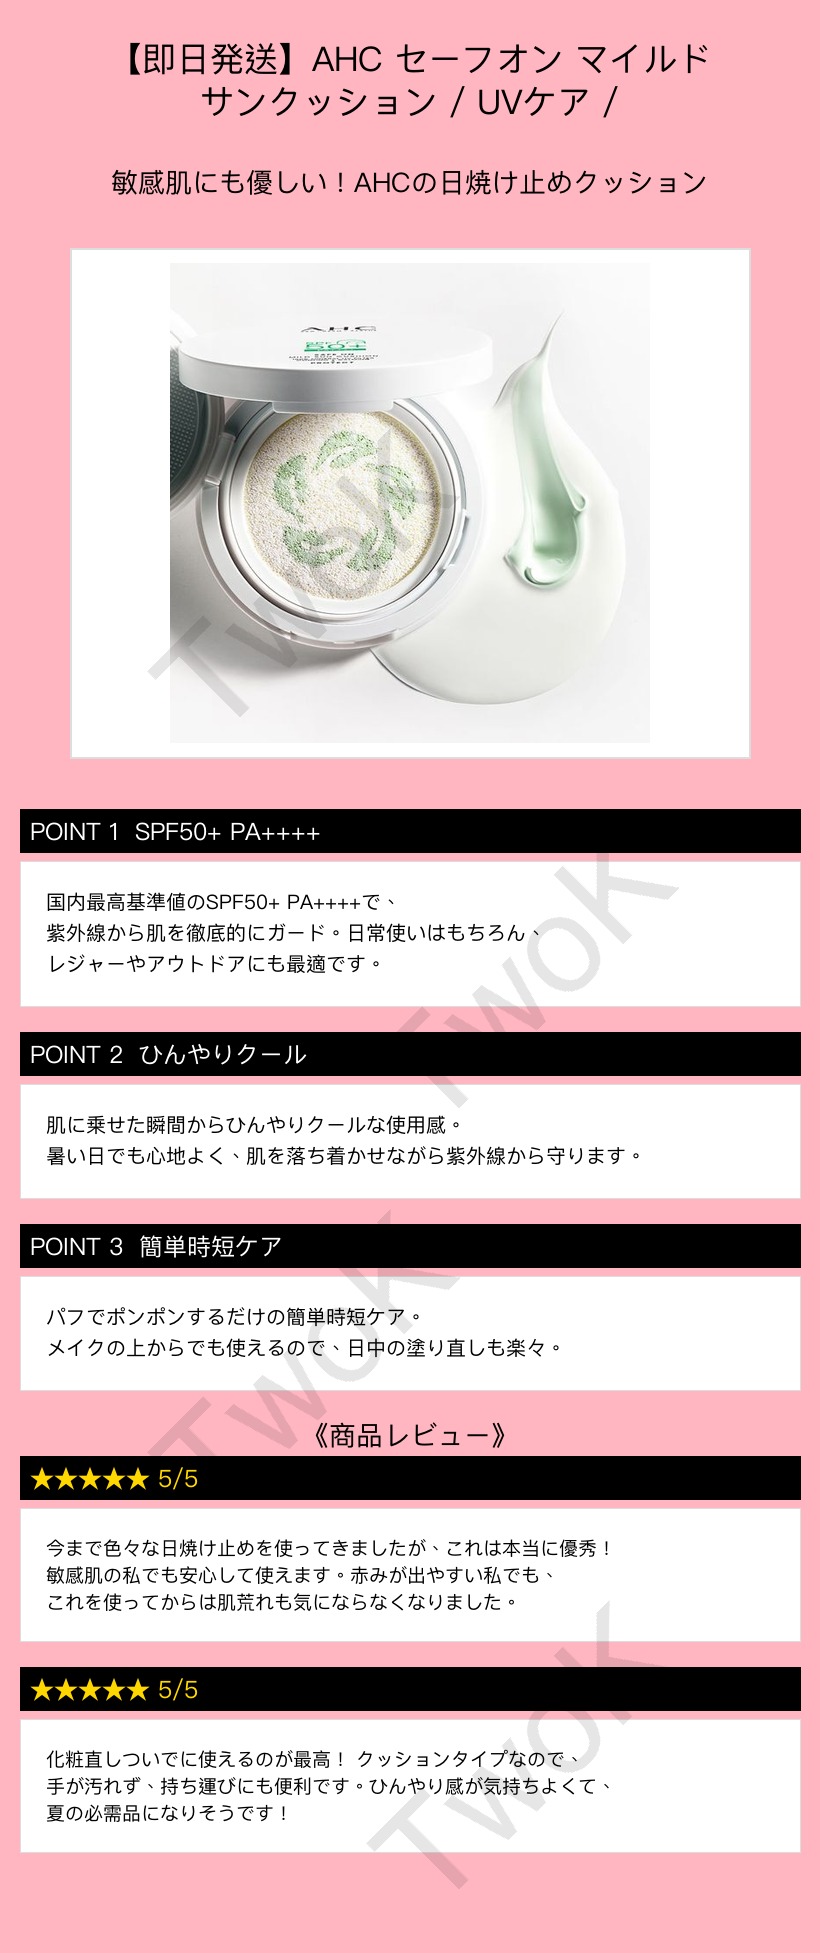 【即日発送】AHC セーフオン マイルド
サンクッション / UVケア /
敏感肌にも優しい！AHCの日焼け止めクッション
AHC
SPF
50+
PROTECT
TwoK
POINT 1 SPF50+ PA++++
国内最高基準値のSPF50+ PA++++で、
紫外線から肌を徹底的にガード。日常使いはもちろん、
レジャーやアウトドアにも最適です。
TwoK
POINT 2 ひんやりクール
肌に乗せた瞬間からひんやりクールな使用感。
暑い日でも心地よく、肌を落ち着かせながら紫外線から守ります。
POINT 3 簡単時短ケア
パフでポンポンするだけの簡単時短ケア。
メイクの上からでも使えるので、日中の塗り直しも楽々。
TwoK
《商品レビュー》
★★★★★ 5/5
今まで色々な日焼け止めを使ってきましたが、これは本当に優秀！
敏感肌の私でも安心して使えます。赤みが出やすい私でも、
これを使ってからは肌荒れも気にならなくなりました。
★★★★★ 5/5
化粧直しついでに使えるのが最高！ クッションタイプなので、
手が汚れず、持ち運びにも便利です。ひんやり感が気持ちよくて、
夏の必需品になりそうです！
TwoK